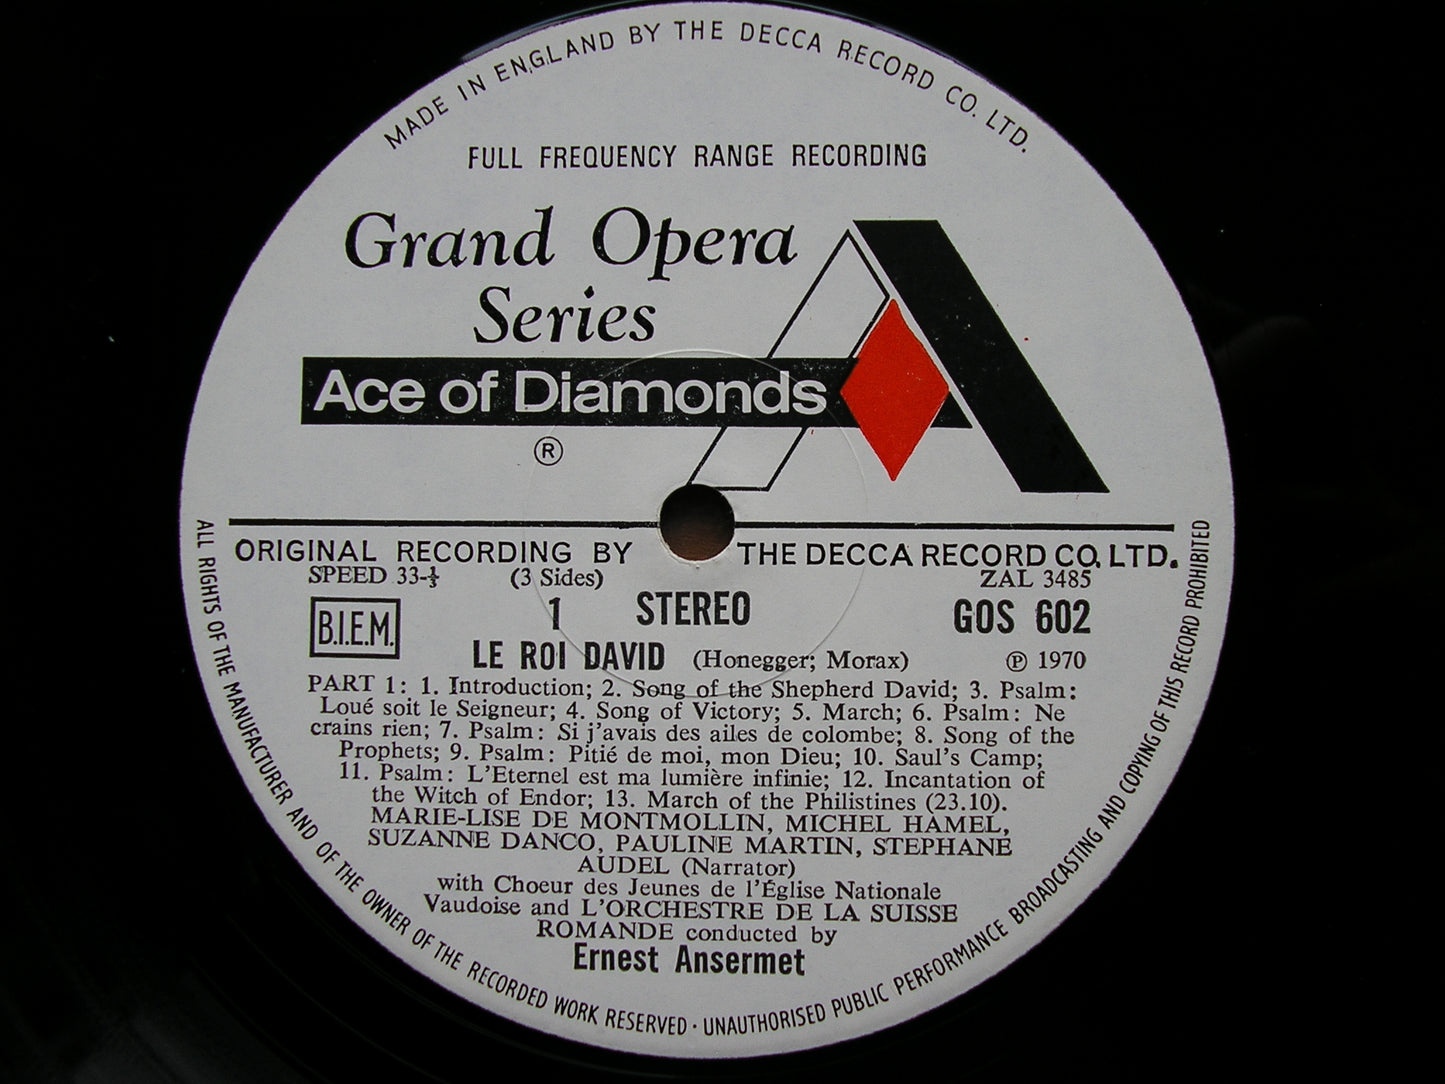 MADE IN ENGLAND BY THE DECCA RECORD CO. LTD.
FULL FREQUENCY RANGE RECORDING
Grand Opera
Series
Ace of Diamonds
®
ORIGINAL RECORDING BY THE DECCA RECORD CO. LTD.
SPEED 33-⅓ (3 Sides) ZAL 3485
B.I.E.M. 1 STEREO GOS 602
LE ROI DAVID (Honegger; Morax) ℗ 1970
PART 1: 1. Introduction; 2. Song of the Shepherd David; 3. Psalm:
Loué soit le Seigneur; 4. Song of Victory; 5. March; 6. Psalm: Ne
crains rien; 7. Psalm: Si j'avais des ailes de colombe; 8. Song of the
Prophets; 9. Psalm: Pitié de moi, mon Dieu; 10. Saul's Camp;
11. Psalm: L'Eternel est ma lumière infinie; 12. Incantation of
the Witch of Endor; 13. March of the Philistines (23.10).
MARIE-LISE DE MONTMOLLIN, MICHEL HAMEL,
SUZANNE DANCO, PAULINE MARTIN, STEPHANE
AUDEL (Narrator)
with Choeur des Jeunes de l'Église Nationale
Vaudoise and L'ORCHESTRE DE LA SUISSE
ROMANDE conducted by
Ernest Ansermet
ALL RIGHTS OF THE MANUFACTURER AND OF THE OWNER OF THE RECORDED WORK RESERVED · UNAUTHORISED PUBLIC PERFORMANCE BROADCASTING AND COPYING OF THIS RECORD PROHIBITED